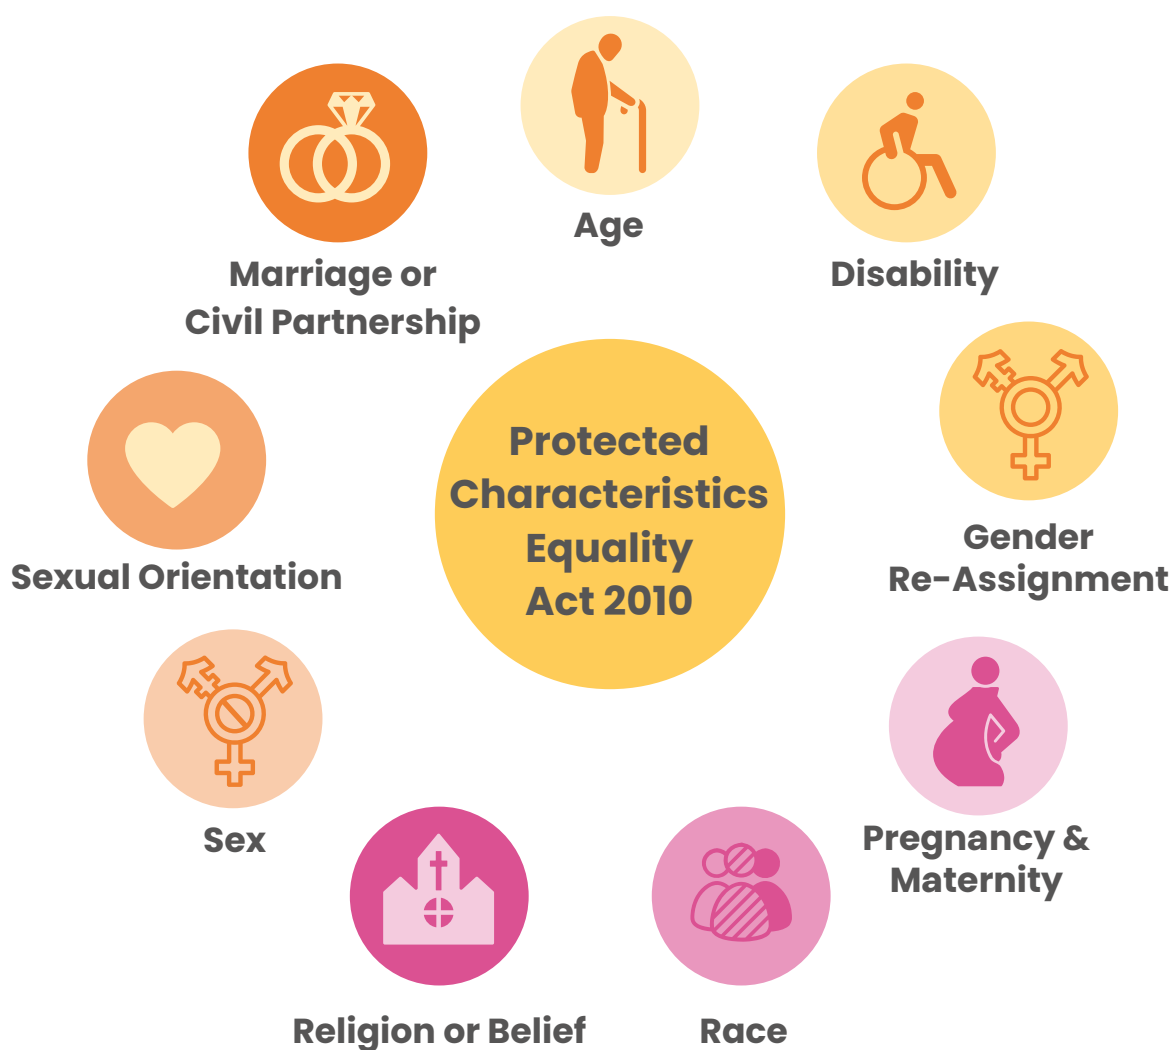 Age
Disability
Gender
Re-Assignment
Pregnancy &
Maternity
Race
Religion or Belief
Sex
Sexual Orientation
Marriage or
Civil Partnership
Protected
Characteristics
Equality
Act 2010